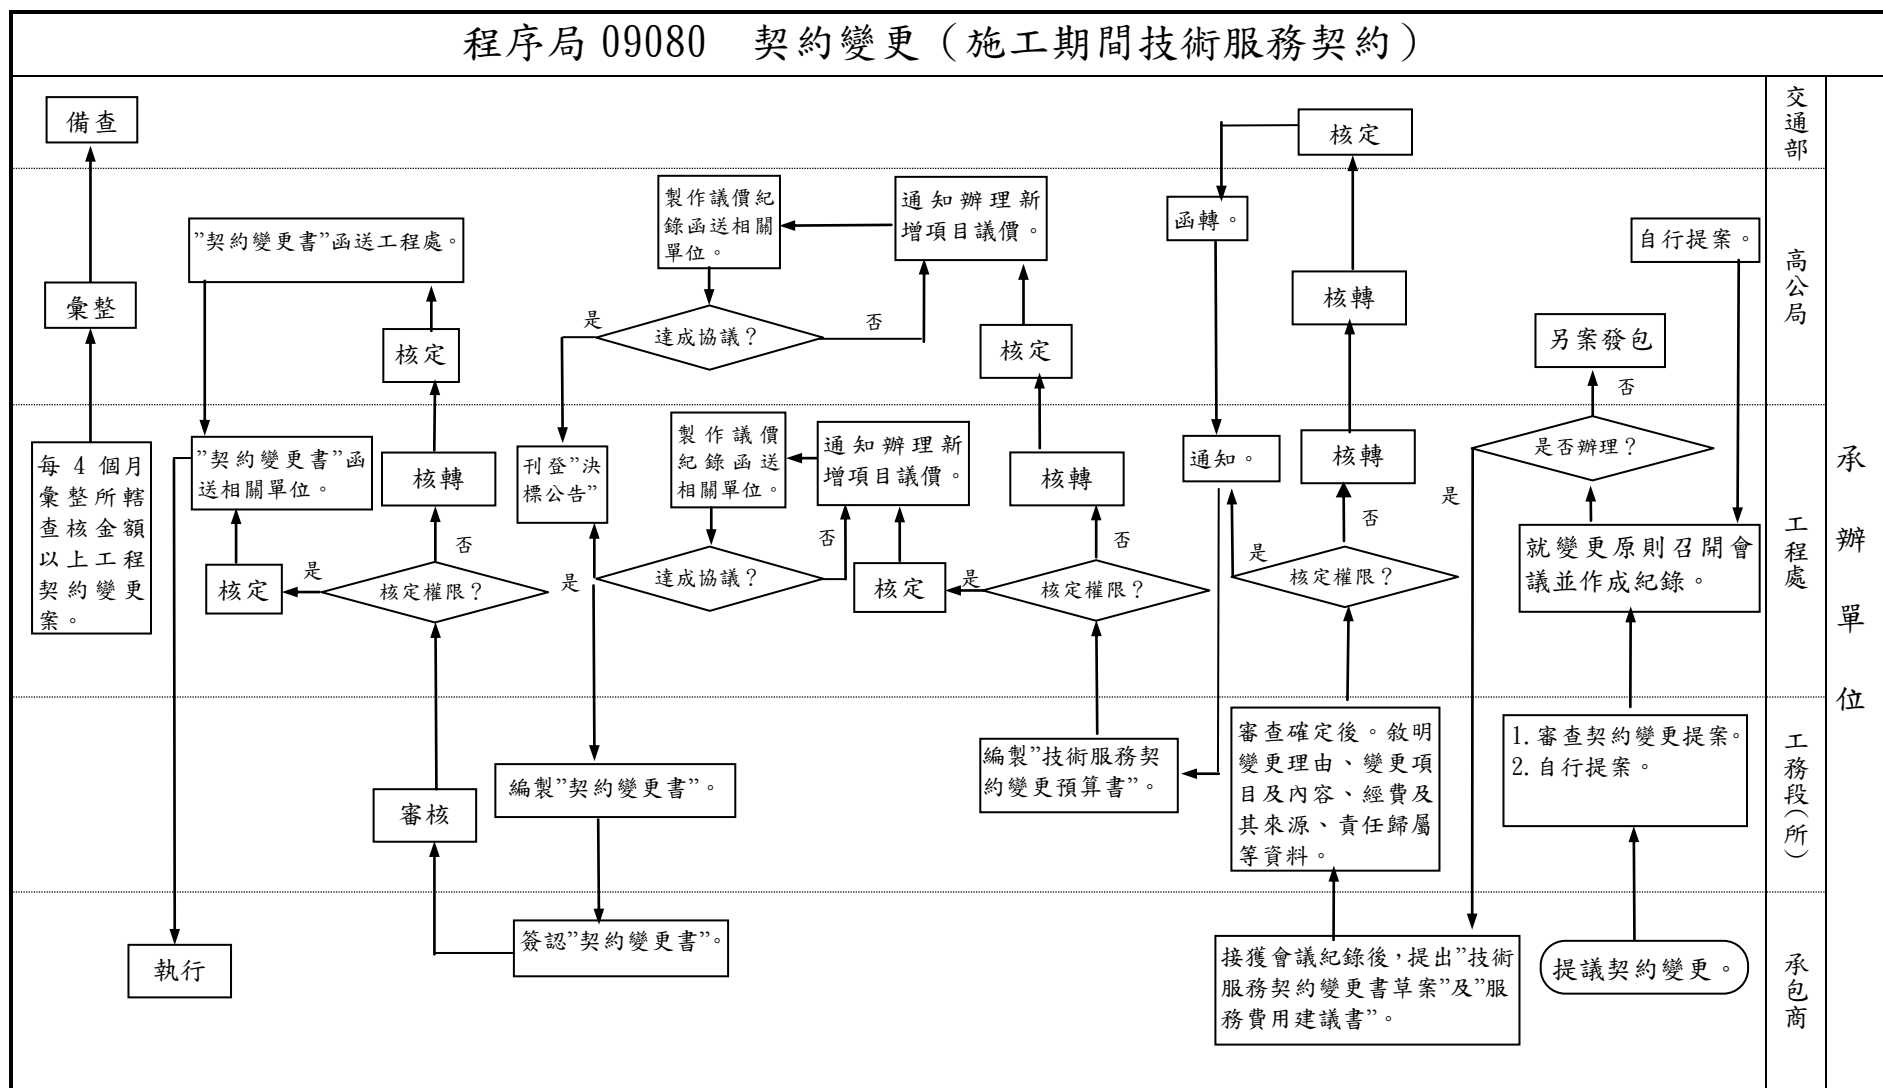 程序局 09080　契約變更（施工期間技術服務契約）
承辦單位
交通部
備查
核定
高公局
彙整
”契約變更書”函送工程處。
核定
製作議價紀
錄函送相關
單位。
通知辦理新
增項目議價。
是
達成協議？
否
核定
函轉。
核轉
自行提案。
另案發包
否
工程處
每 4 個月
彙整所轄
查核金額
以上工程
契約變更
案。
”契約變更書”函
送相關單位。
核定
是
核轉
否
核定權限？
刊登”決
標公告”
是
製作議價
紀錄函送
相關單位。
達成協議？
通知辦理新
增項目議價。
否
核定
是
核轉
否
核定權限？
通知。
是
核轉
否
核定權限？
是否辦理？
是
就變更原則召開會
議並作成紀錄。
工務段（所）
審核
編製”契約變更書”。
編製”技術服務契
約變更預算書”。
審查確定後。敘明
變更理由、變更項
目及內容、經費及
其來源、責任歸屬
等資料。
1.審查契約變更提案。
2.自行提案。
承包商
執行
簽認”契約變更書”。
接獲會議紀錄後，提出”技術
服務契約變更書草案”及”服
務費用建議書”。
提議契約變更。